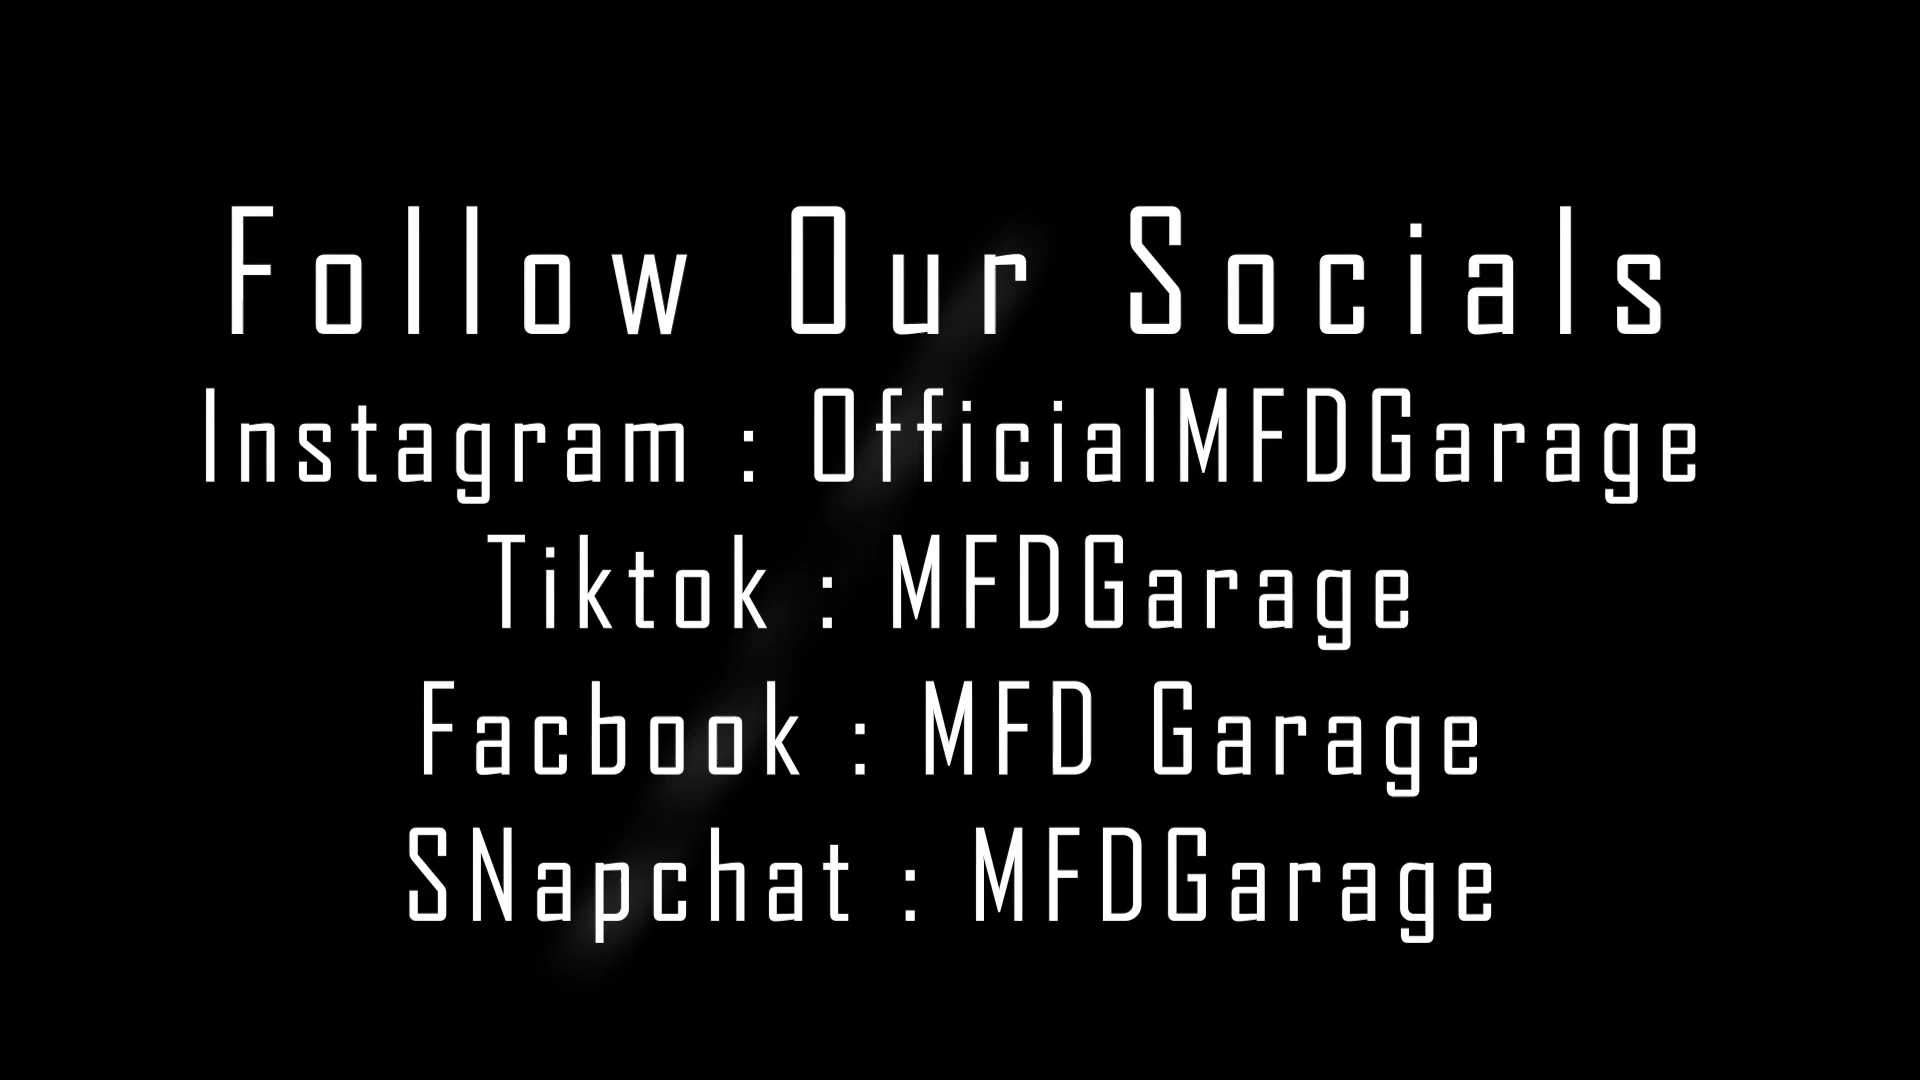 Follow Our Socials
Instagram : OfficialMFDGarage
Tiktok : MFDGarage
Facbook : MFD Garage
SNapchat : MFDGarage